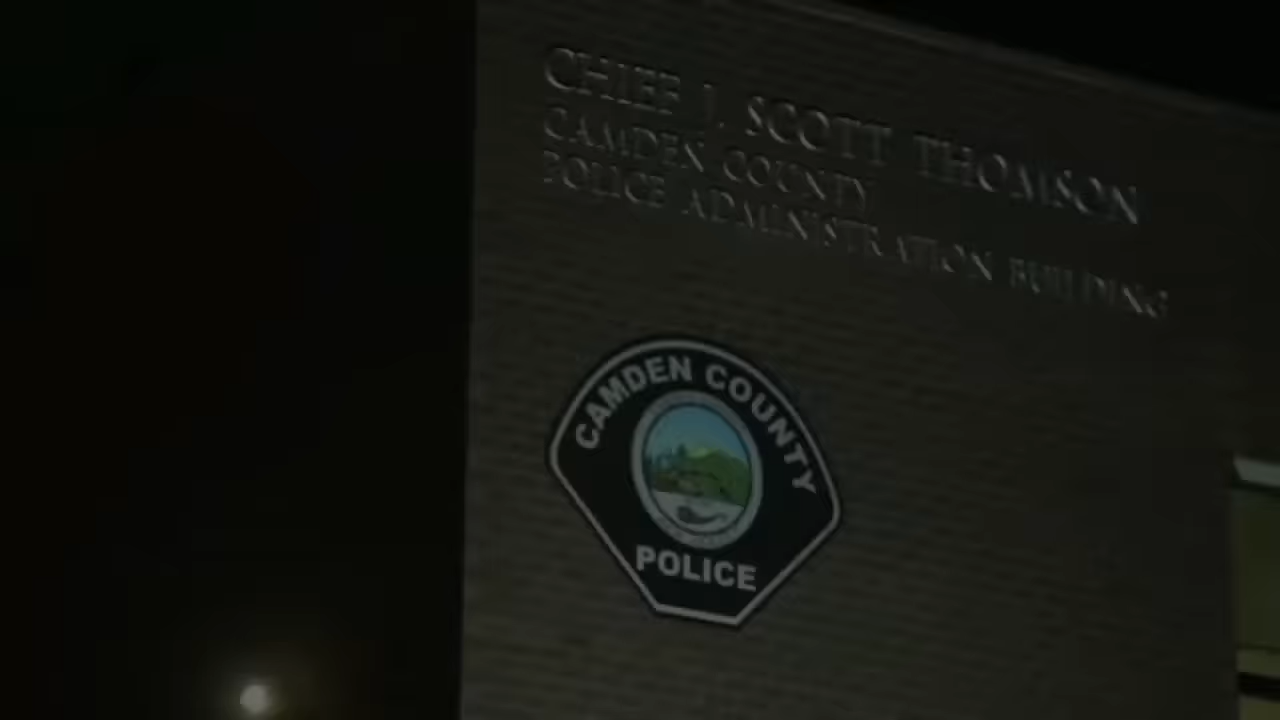 CHIEF J. SCOTT THOMSON
CAMDEN COUNTY
POLICE ADMINISTRATION BUILDING
CAMDEN COUNTY
POLICE